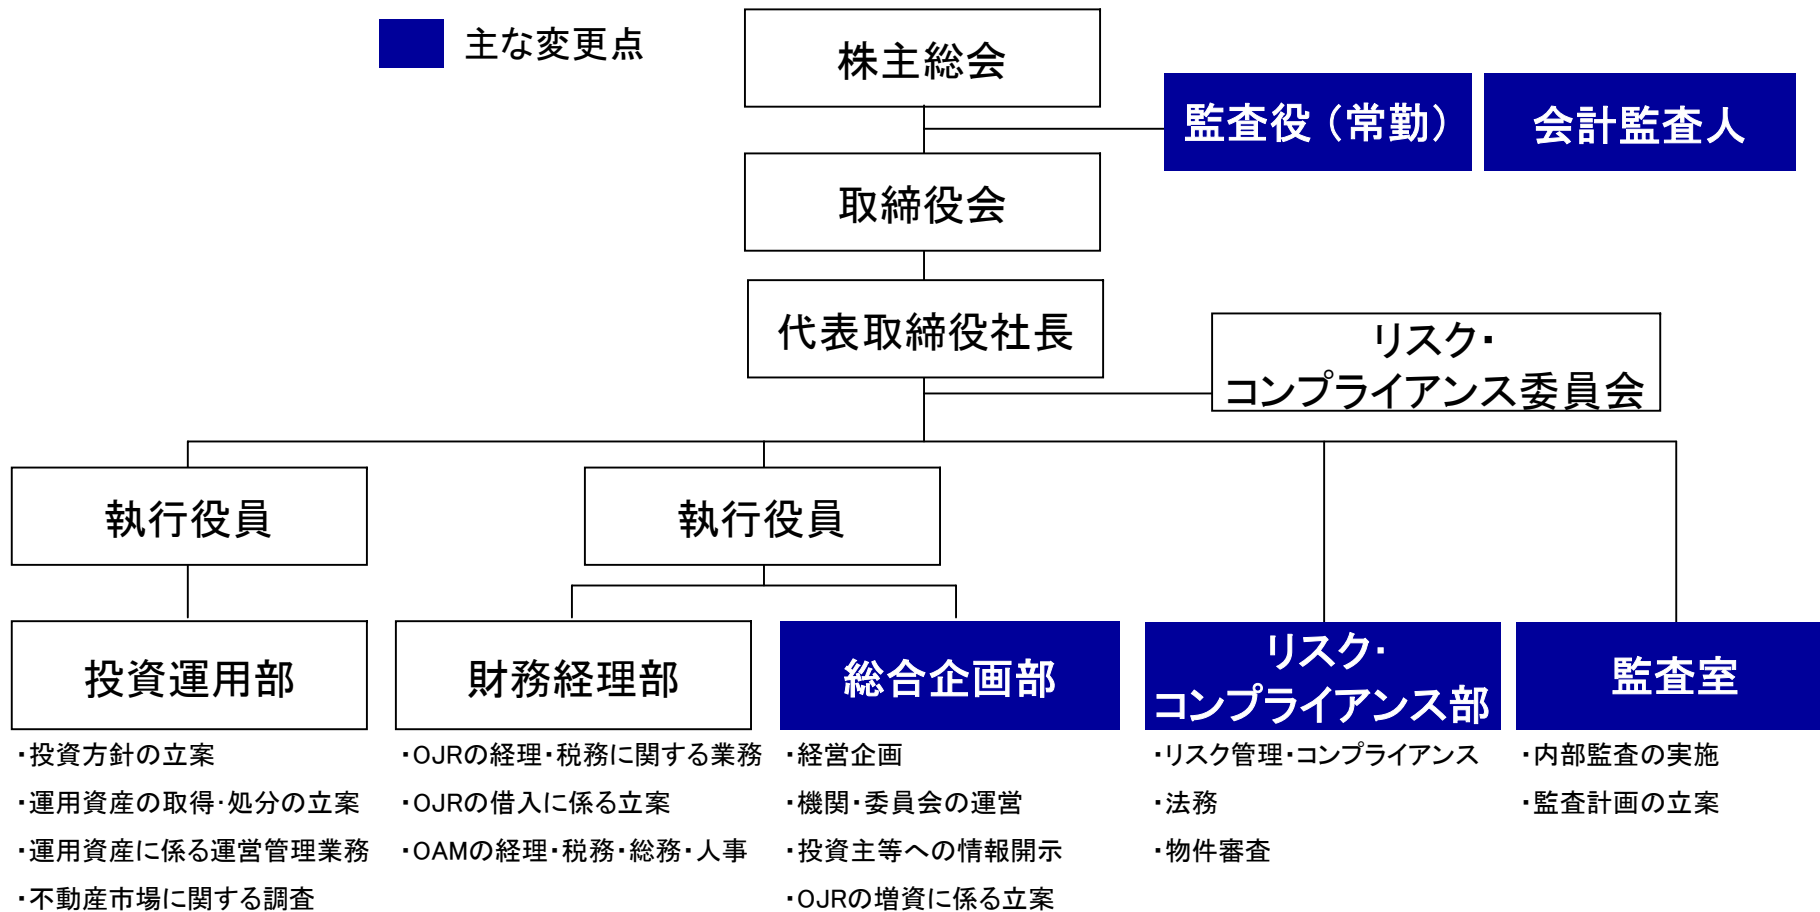 主な変更点
株主総会
監査役（常勤）
会計監査人
取締役会
代表取締役社長
リスク・
コンプライアンス委員会
執行役員
執行役員
投資運用部
財務経理部
総合企画部
リスク・
コンプライアンス部
監査室
・投資方針の立案
・運用資産の取得・処分の立案
・運用資産に係る運営管理業務
・不動産市場に関する調査
・OJRの経理・税務に関する業務
・OJRの借入に係る立案
・OAMの経理・税務・総務・人事
・経営企画
・機関・委員会の運営
・投資主等への情報開示
・OJRの増資に係る立案
・リスク管理・コンプライアンス
・法務
・物件審査
・内部監査の実施
・監査計画の立案